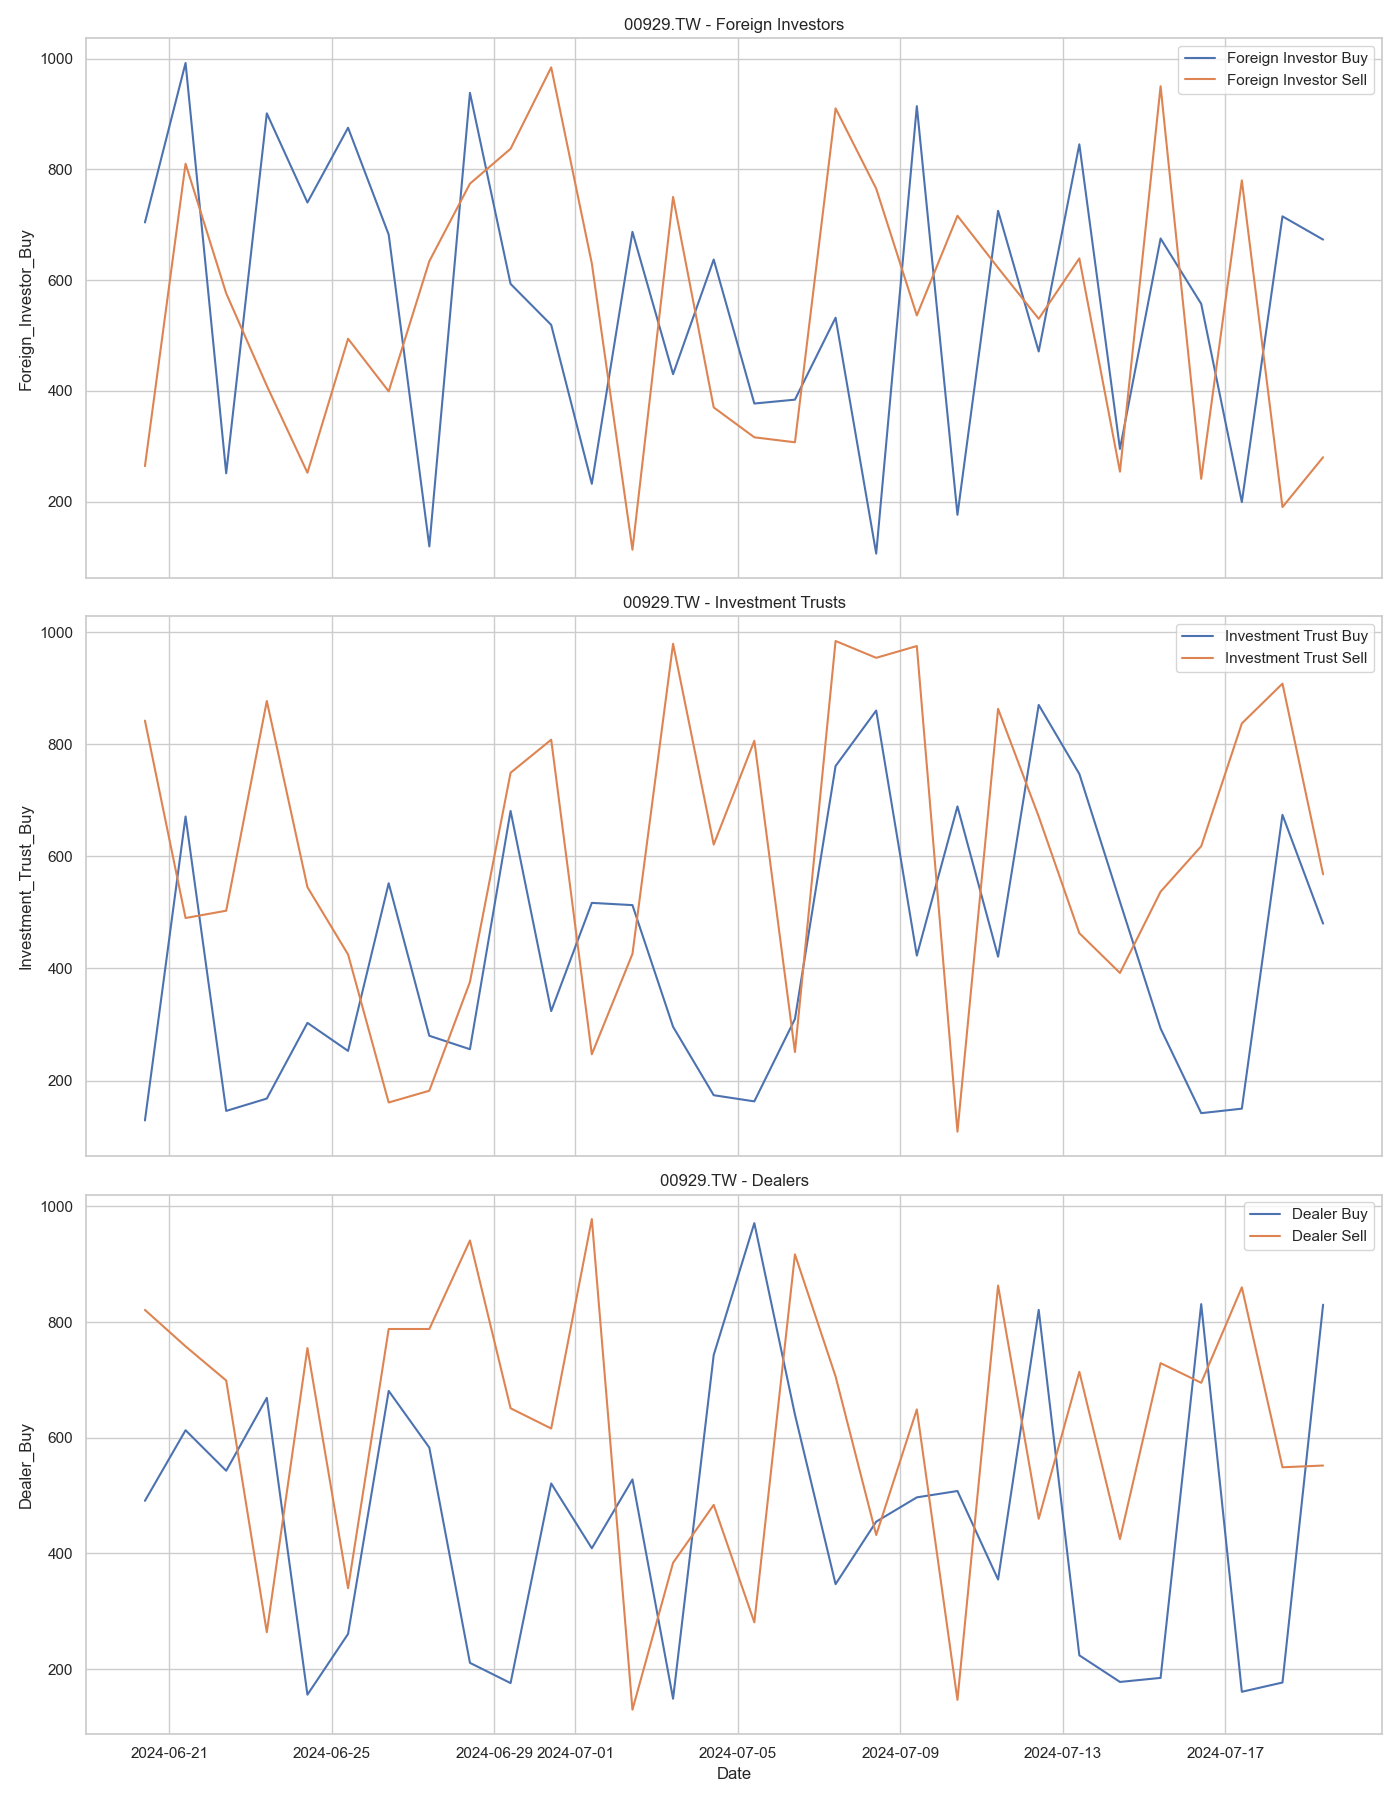 00929.TW - Foreign Investors
Foreign_Investor_Buy
1000
800
600
400
200
Foreign Investor Buy
Foreign Investor Sell
00929.TW - Investment Trusts
Investment_Trust_Buy
1000
800
600
400
200
Investment Trust Buy
Investment Trust Sell
00929.TW - Dealers
Dealer_Buy
1000
800
600
400
200
Dealer Buy
Dealer Sell
2024-06-21 2024-06-25 2024-06-29 2024-07-01 2024-07-05 2024-07-09 2024-07-13 2024-07-17
Date